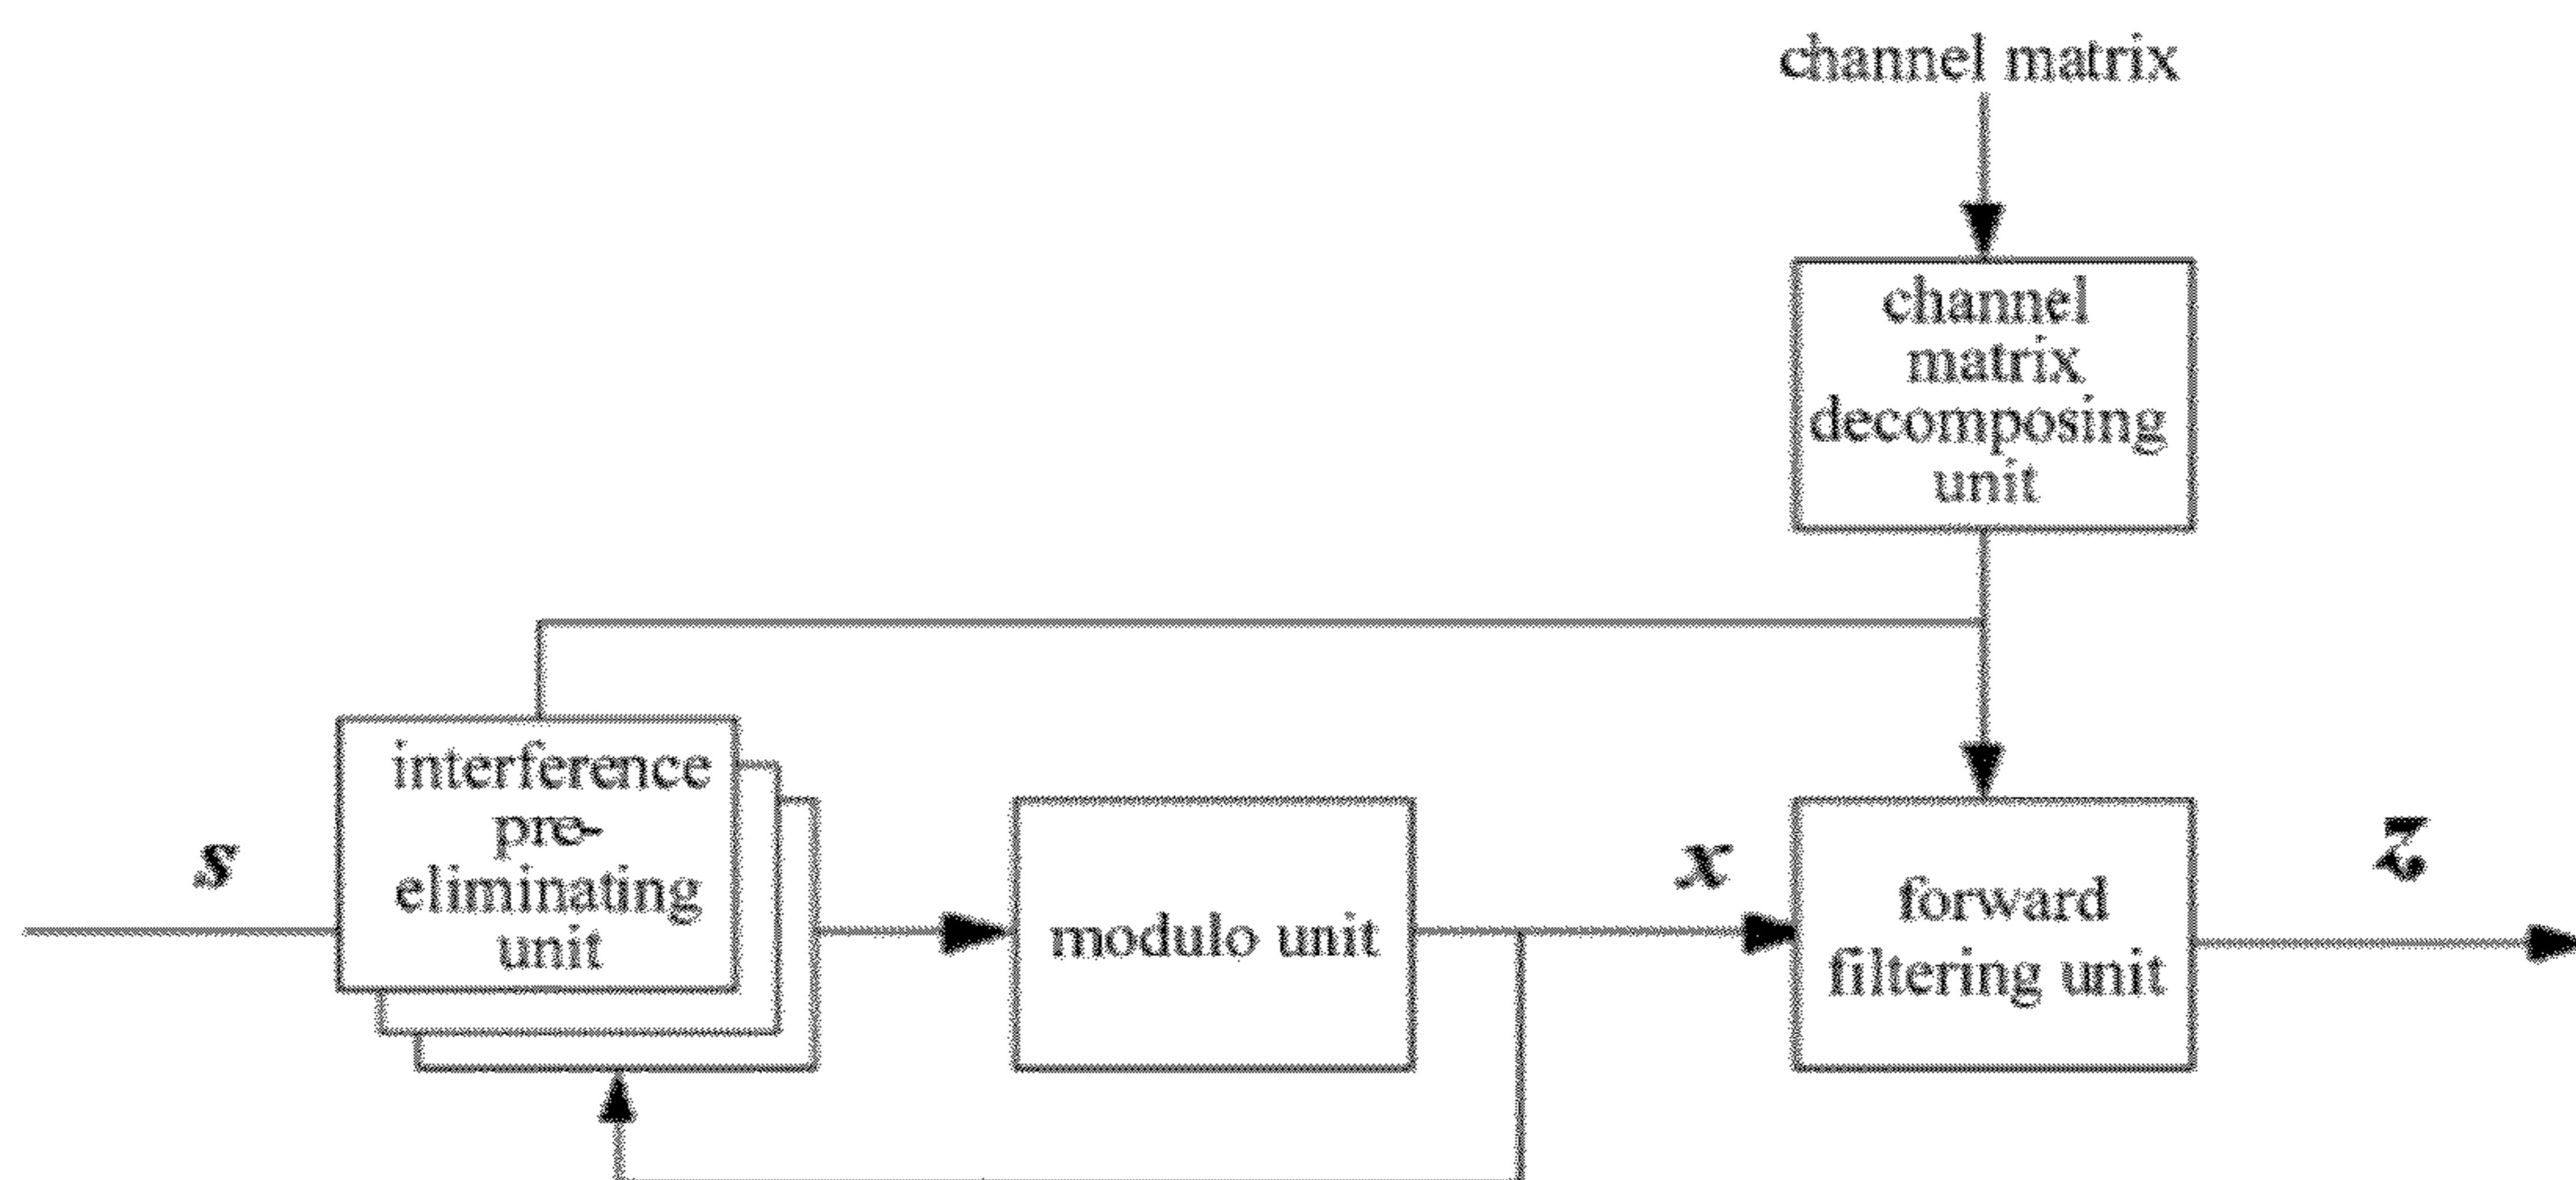 channel matrix
channel
matrix
decomposing
unit
interference
pre-
eliminating
unit
s
modulo unit
x
forward
filtering unit
z